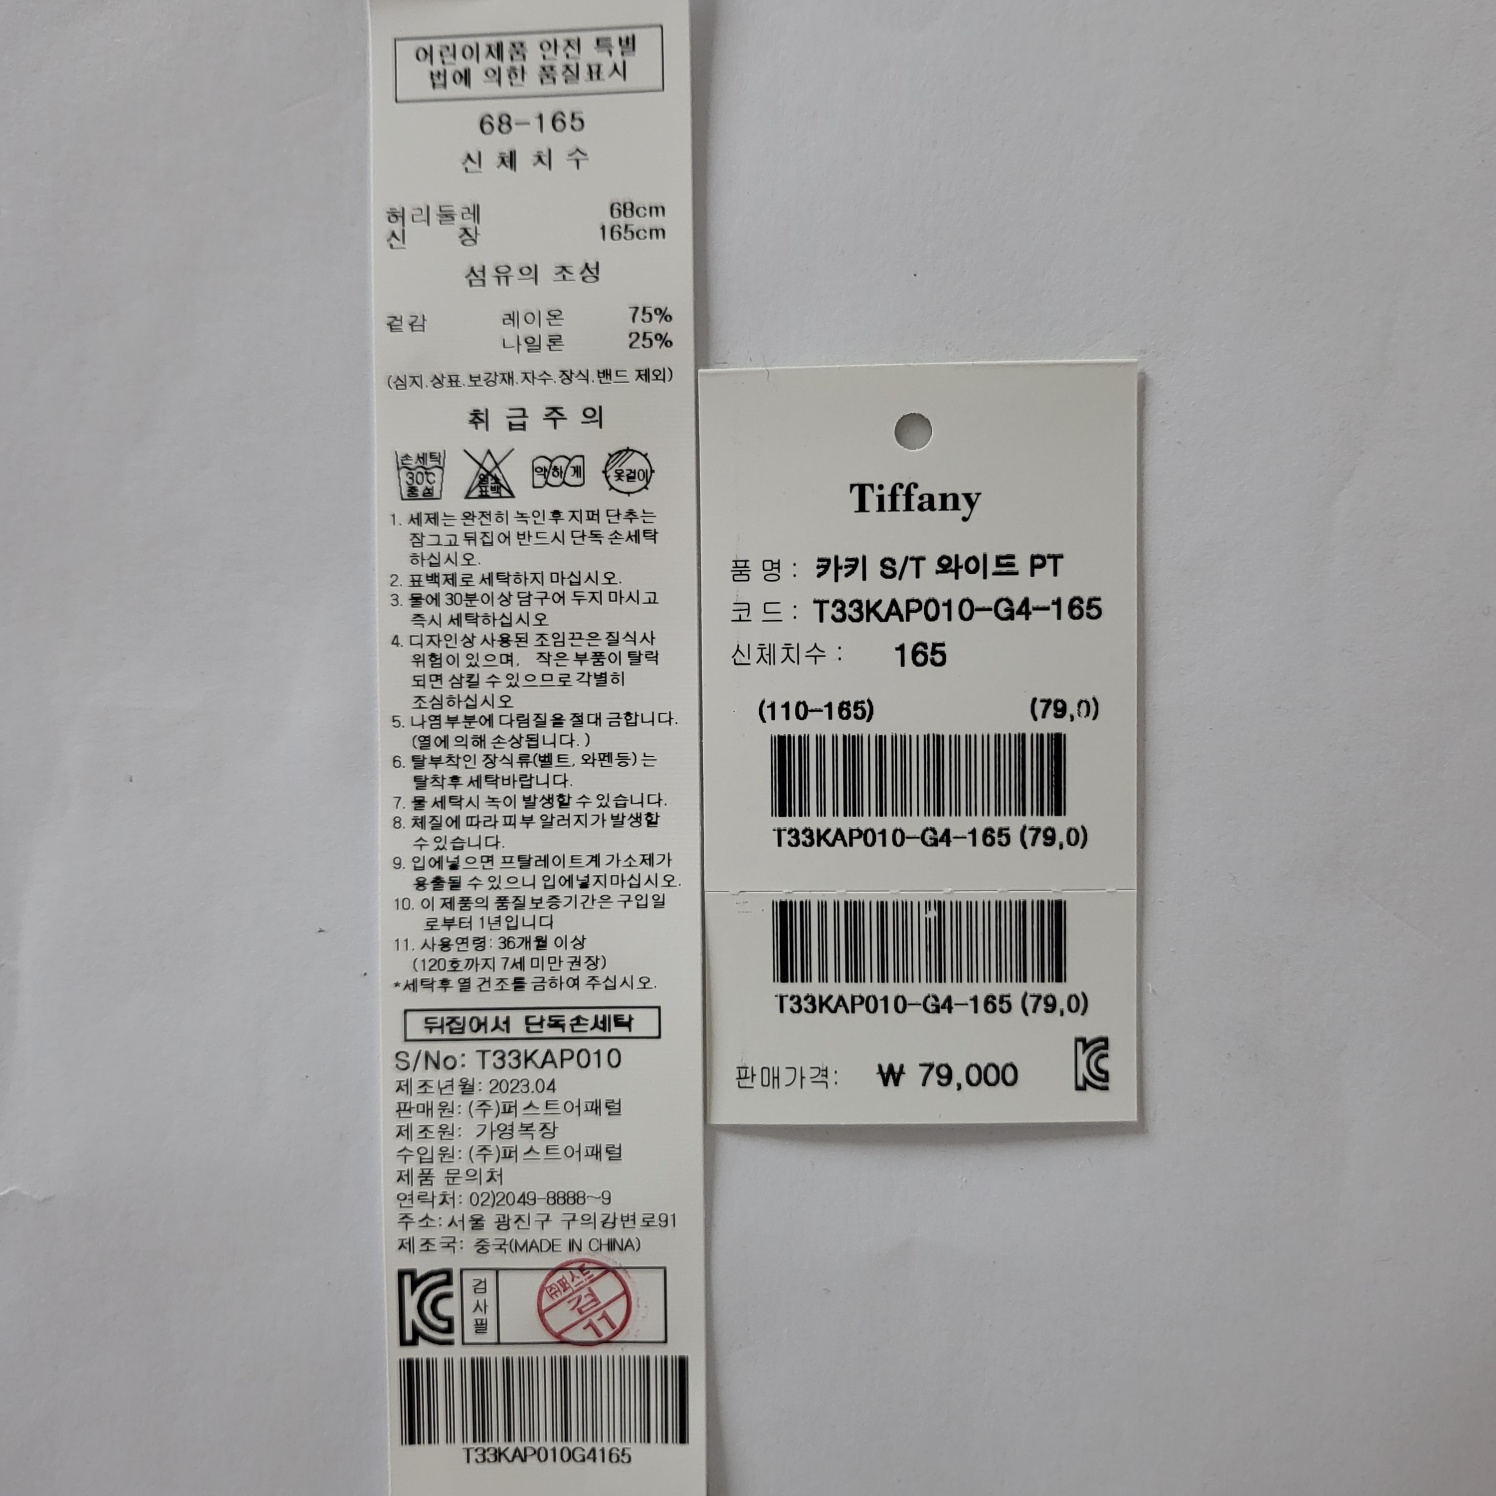 어린이제품 안전 특별
법에 의한 품질표시
68-165
신 체 치 수
허리둘레 68cm
신 장 165cm
섬유의 조성
겉감 레이온 75%
나일론 25%
(심지.상표.보강재.자수.장식.밴드 제외)
취 급 주 의
손세탁
30℃
중성
염소
표백
약하게
옷걸이
1. 세제는 완전히 녹인후 지퍼 단추는
잠그고 뒤집어 반드시 단독 손세탁
하십시오.
2. 표백제로 세탁하지 마십시오.
3. 물에 30분이상 담구어 두지 마시고
즉시 세탁하십시오
4. 디자인상 사용된 조임끈은 질식사
위험이 있으며, 작은 부품이 탈락
되면 삼킬 수 있으므로 각별히
조심하십시오
5. 나염부분에 다림질을 절대 금합니다.
(열에 의해 손상됩니다. )
6. 탈부착인 장식류(벨트, 와펜등) 는
탈착후 세탁바랍니다.
7. 물 세탁시 녹이 발생할 수 있습니다.
8. 체질에 따라 피부 알러지가 발생할
수 있습니다.
9. 입에넣으면 프탈레이트계 가소제가
용출될 수 있으니 입에넣지마십시오.
10. 이 제품의 품질보증기간은 구입일
로부터 1년입니다
11. 사용연령: 36개월 이상
(120호까지 7세 미만 권장)
*세탁후 열 건조를 금하여 주십시오.
뒤집어서 단독손세탁
S/No: T33KAP010
제조년월: 2023.04
판매원: (주)퍼스트어패럴
제조원: 가영복장
수입원: (주)퍼스트어패럴
제품 문의처
연락처: 02)2049-8888~9
주소: 서울 광진구 구의강변로91
제조국: 중국(MADE IN CHINA)
검사필
㈜퍼스트
검
11
T33KAP010G4165
Tiffany
품 명 : 카키 S/T 와이드 PT
코 드 : T33KAP010-G4-165
신체치수 : 165
(110-165) (79,0)
T33KAP010-G4-165 (79,0)
T33KAP010-G4-165 (79,0)
판매가격: ₩ 79,000